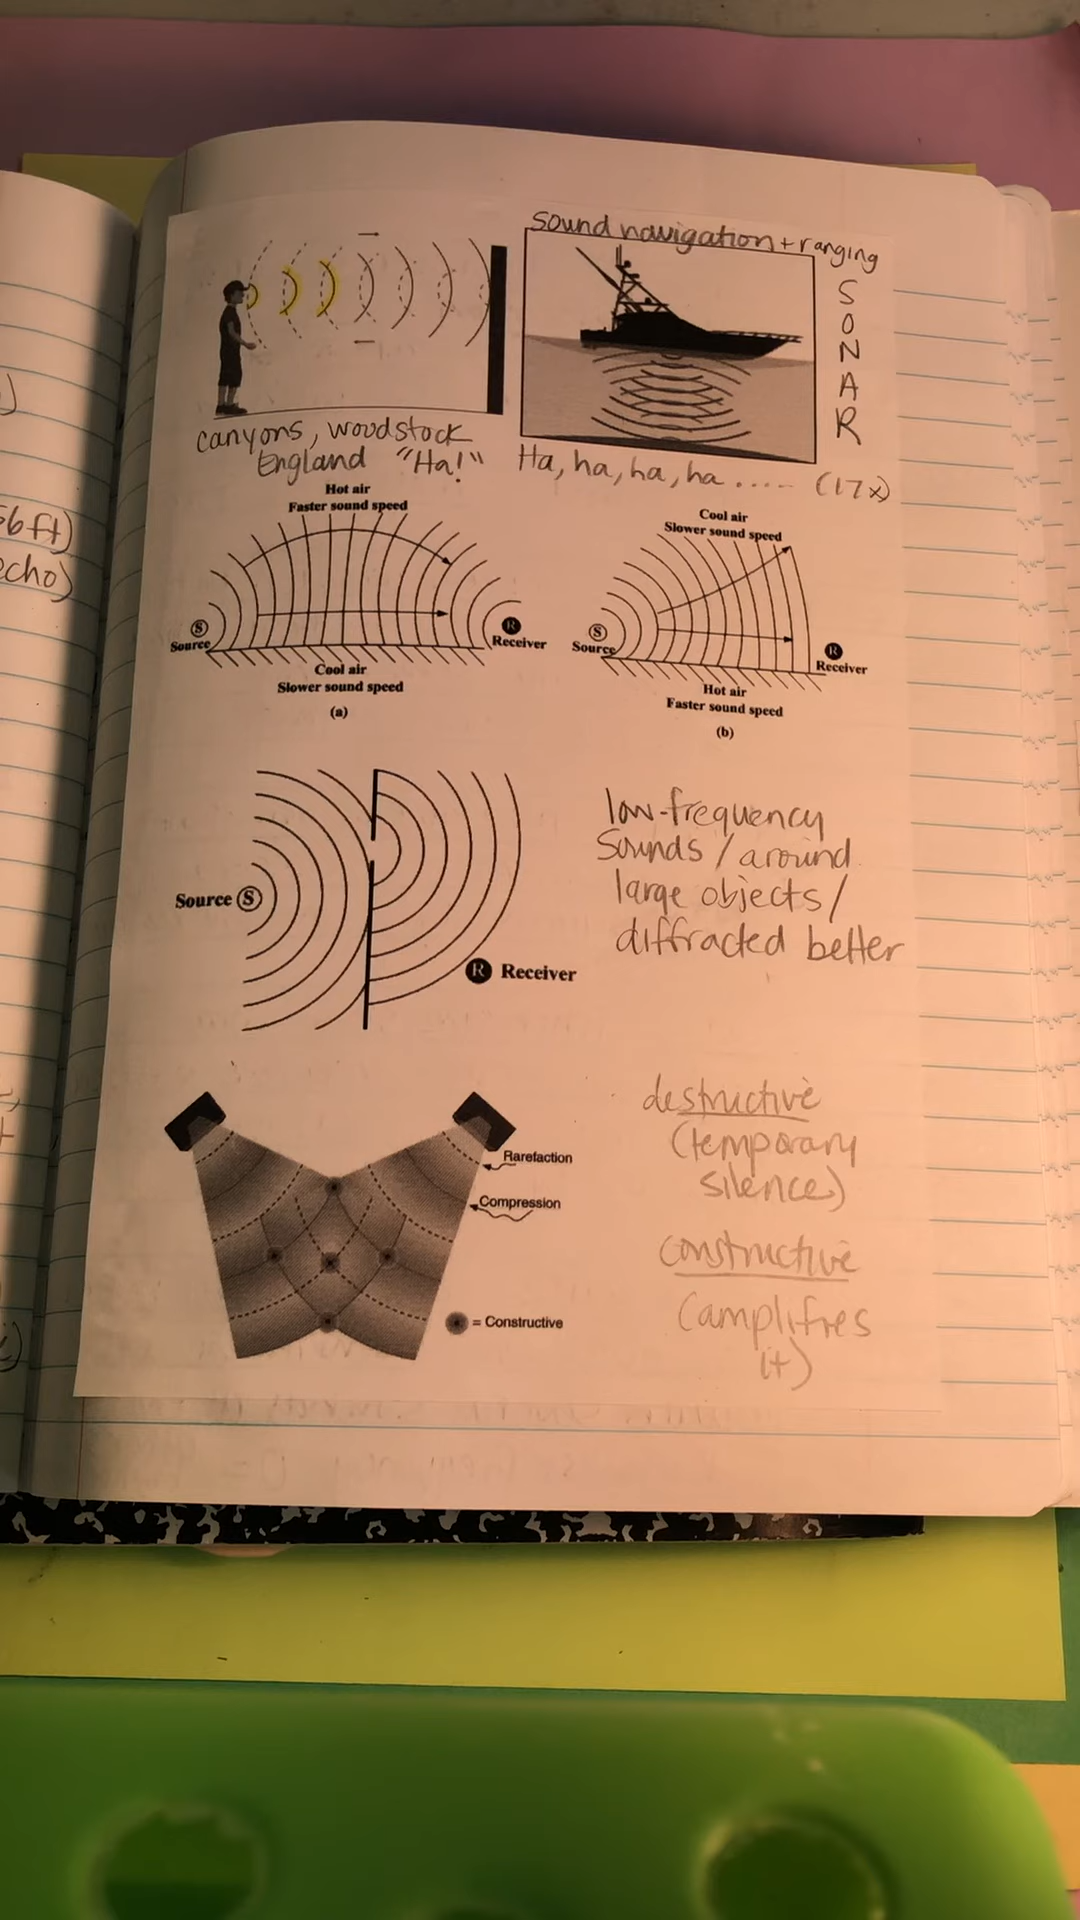 sound navigation + ranging
S
O
N
A
R
canyons, woodstock
England "Ha!"
Ha, ha, ha, ha ..... (17x)
56ft)
echo)
Hot air
Faster sound speed
S
Source
R
Receiver
Cool air
Slower sound speed
(a)
Cool air
Slower sound speed
S
Source
R
Receiver
Hot air
Faster sound speed
(b)
Source S
R Receiver
low-frequency
sounds / around
large objects /
diffracted better
Rarefaction
Compression
= Constructive
destructive
(temporary
silence)
constructive
(amplifies
it)